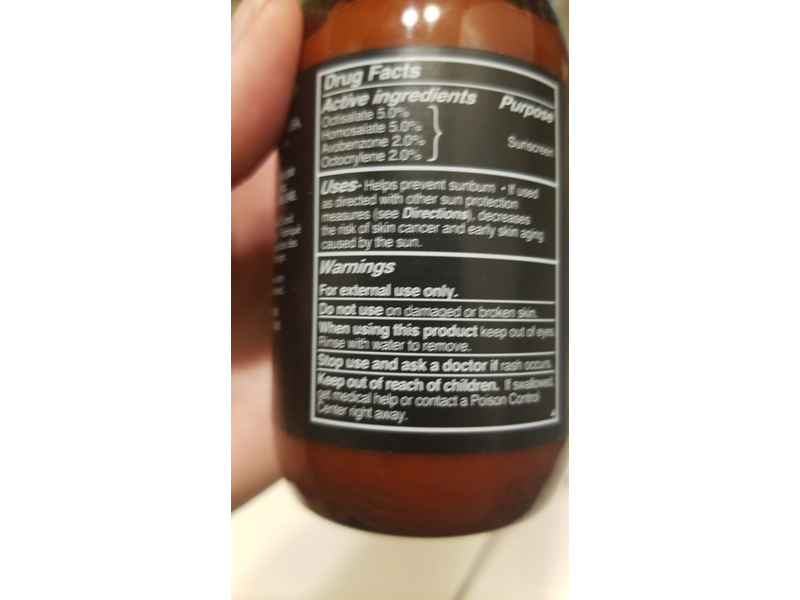 Drug Facts
Active ingredients Purpose
Octisalate 5.0%
Homosalate 5.0%
Avobenzone 2.0% Sunscreen
Octocrylene 2.0%
Uses- Helps prevent sunburn • If used
as directed with other sun protection
measures (see Directions), decreases
the risk of skin cancer and early skin aging
caused by the sun.
Warnings
For external use only.
Do not use on damaged or broken skin.
When using this product keep out of eyes.
Rinse with water to remove.
Stop use and ask a doctor if rash occurs.
Keep out of reach of children. If swallowed,
get medical help or contact a Poison Control
Center right away.